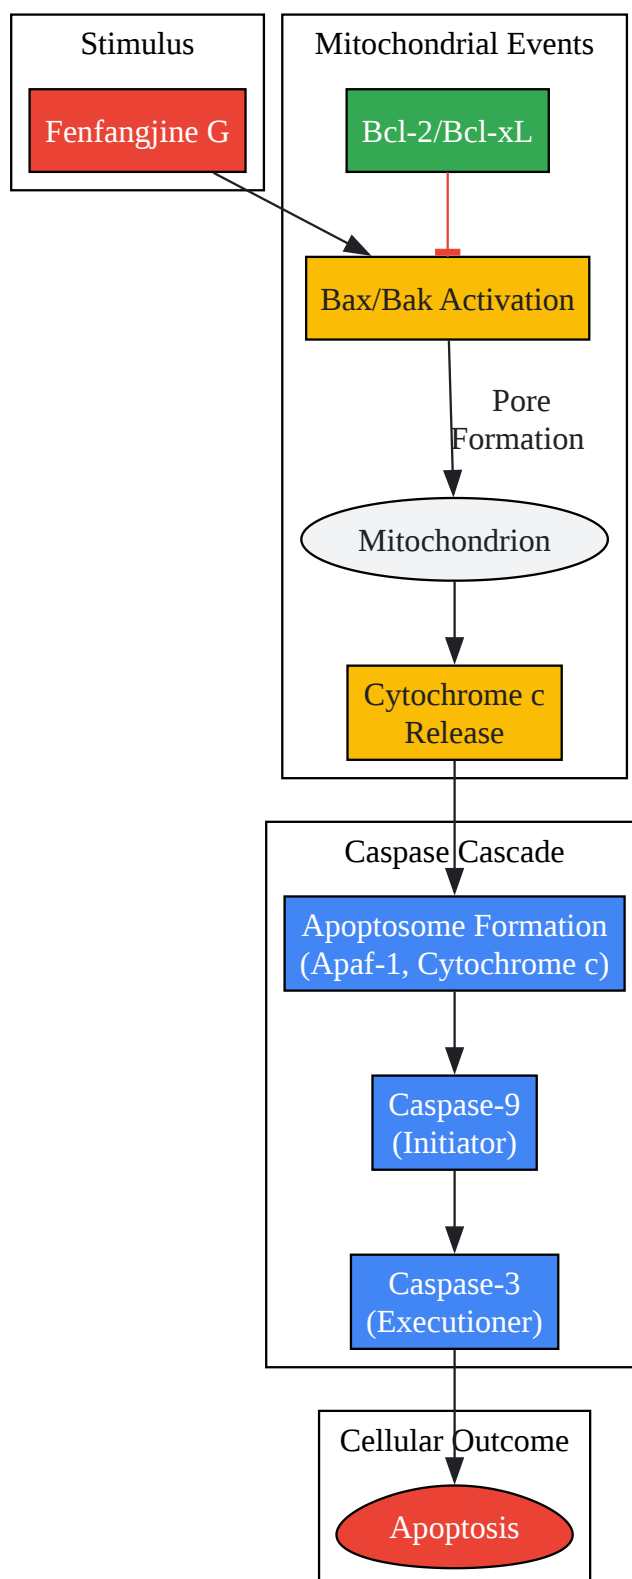 Stimulus
Mitochondrial Events
Fenfangjine G
Bcl-2/Bcl-xL
Bax/Bak Activation
Pore
Formation
Mitochondrion
Cytochrome c
Release
Caspase Cascade
Apoptosome Formation
(Apaf-1, Cytochrome c)
Caspase-9
(Initiator)
Caspase-3
(Executioner)
Cellular Outcome
Apoptosis